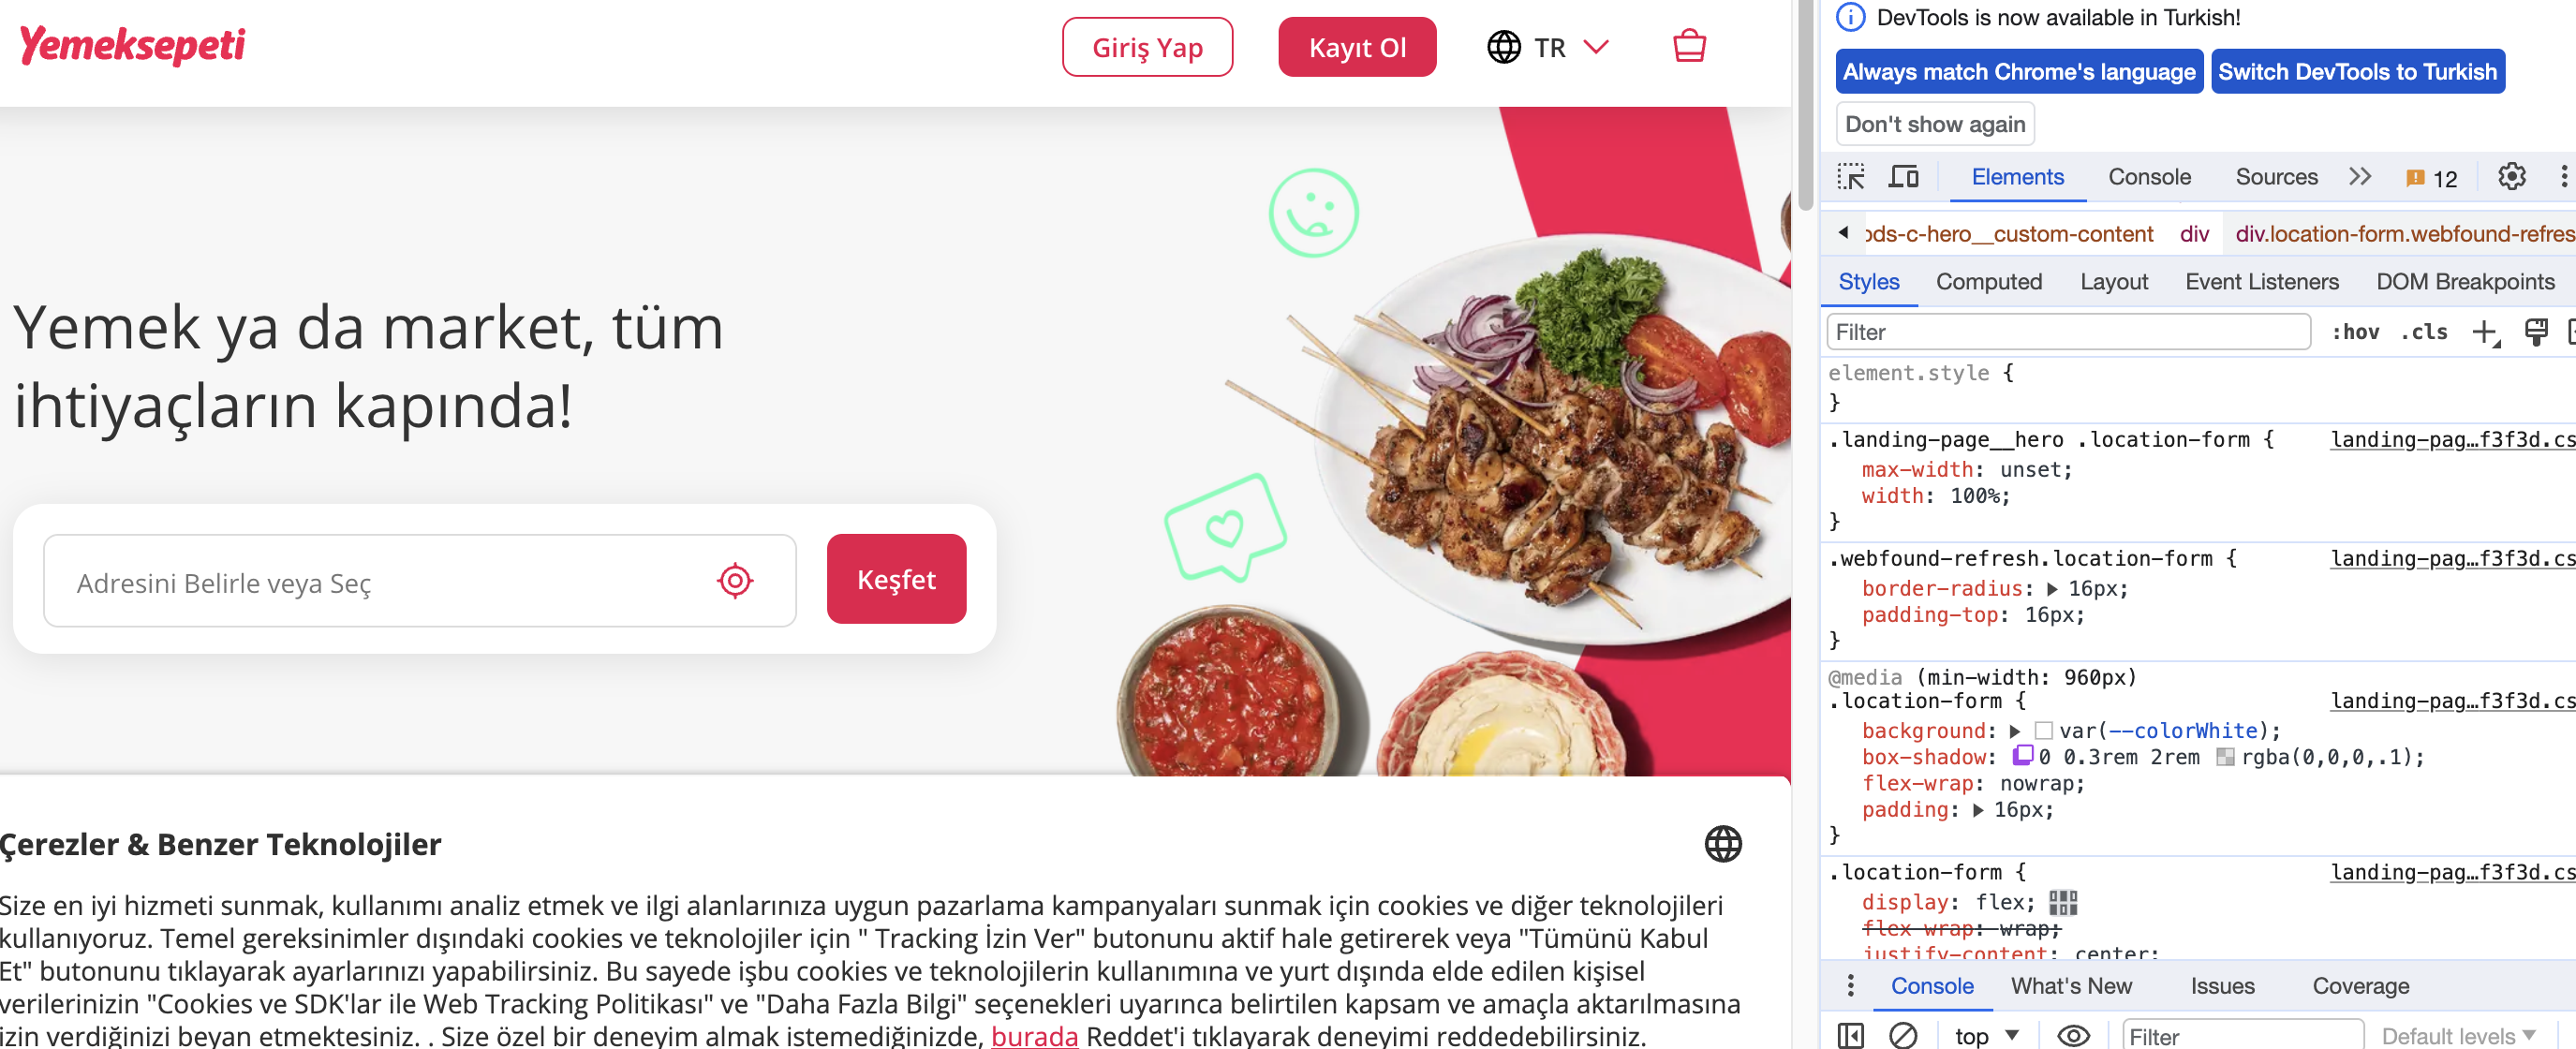 Yemeksepeti
Giriş Yap
Kayıt Ol
TR
Yemek ya da market, tüm
ihtiyaçların kapında!
Adresini Belirle veya Seç
Keşfet
Çerezler & Benzer Teknolojiler
Size en iyi hizmeti sunmak, kullanımı analiz etmek ve ilgi alanlarınıza uygun pazarlama kampanyaları sunmak için cookies ve diğer teknolojileri
kullanıyoruz. Temel gereksinimler dışındaki cookies ve teknolojiler için " Tracking İzin Ver" butonunu aktif hale getirerek veya "Tümünü Kabul
Et" butonunu tıklayarak ayarlarınızı yapabilirsiniz. Bu sayede işbu cookies ve teknolojilerin kullanımına ve yurt dışında elde edilen kişisel
verilerinizin "Cookies ve SDK'lar ile Web Tracking Politikası" ve "Daha Fazla Bilgi" seçenekleri uyarınca belirtilen kapsam ve amaçla aktarılmasına
izin verdiğinizi beyan etmektesiniz. . Size özel bir deneyim almak istemediğinizde, burada Reddet'i tıklayarak deneyimi reddedebilirsiniz.
DevTools is now available in Turkish!
Always match Chrome's language
Switch DevTools to Turkish
Don't show again
Elements
Console
Sources
12
ods-c-hero__custom-content div div.location-form.webfound-refres
Styles Computed Layout Event Listeners DOM Breakpoints
Filter
:hov .cls
element.style {
}
.landing-page__hero .location-form { landing-pag…f3f3d.cs
max-width: unset;
width: 100%;
}
.webfound-refresh.location-form { landing-pag…f3f3d.cs
border-radius: 16px;
padding-top: 16px;
}
@media (min-width: 960px)
.location-form { landing-pag…f3f3d.cs
background: var(--colorWhite);
box-shadow: 0 0.3rem 2rem rgba(0,0,0,.1);
flex-wrap: nowrap;
padding: 16px;
}
.location-form { landing-pag…f3f3d.cs
display: flex;
flex-wrap: wrap;
justify-content: center;
Console What's New Issues Coverage
top
Filter
Default levels